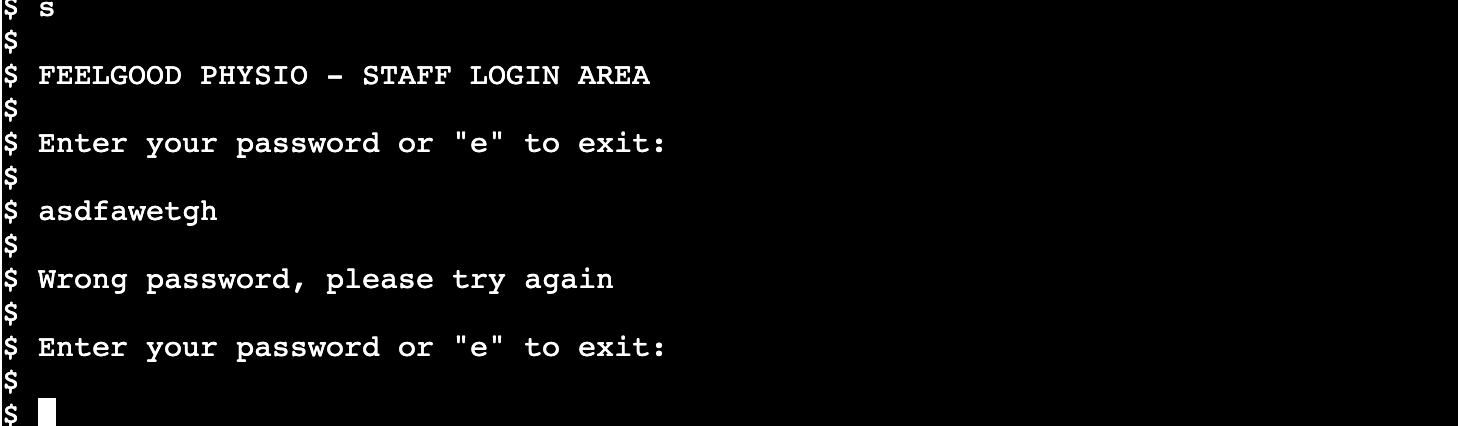 $ s
$
$ FEELGOOD PHYSIO - STAFF LOGIN AREA
$
$ Enter your password or "e" to exit:
$
$ asdfawetgh
$
$ Wrong password, please try again
$
$ Enter your password or "e" to exit:
$
$